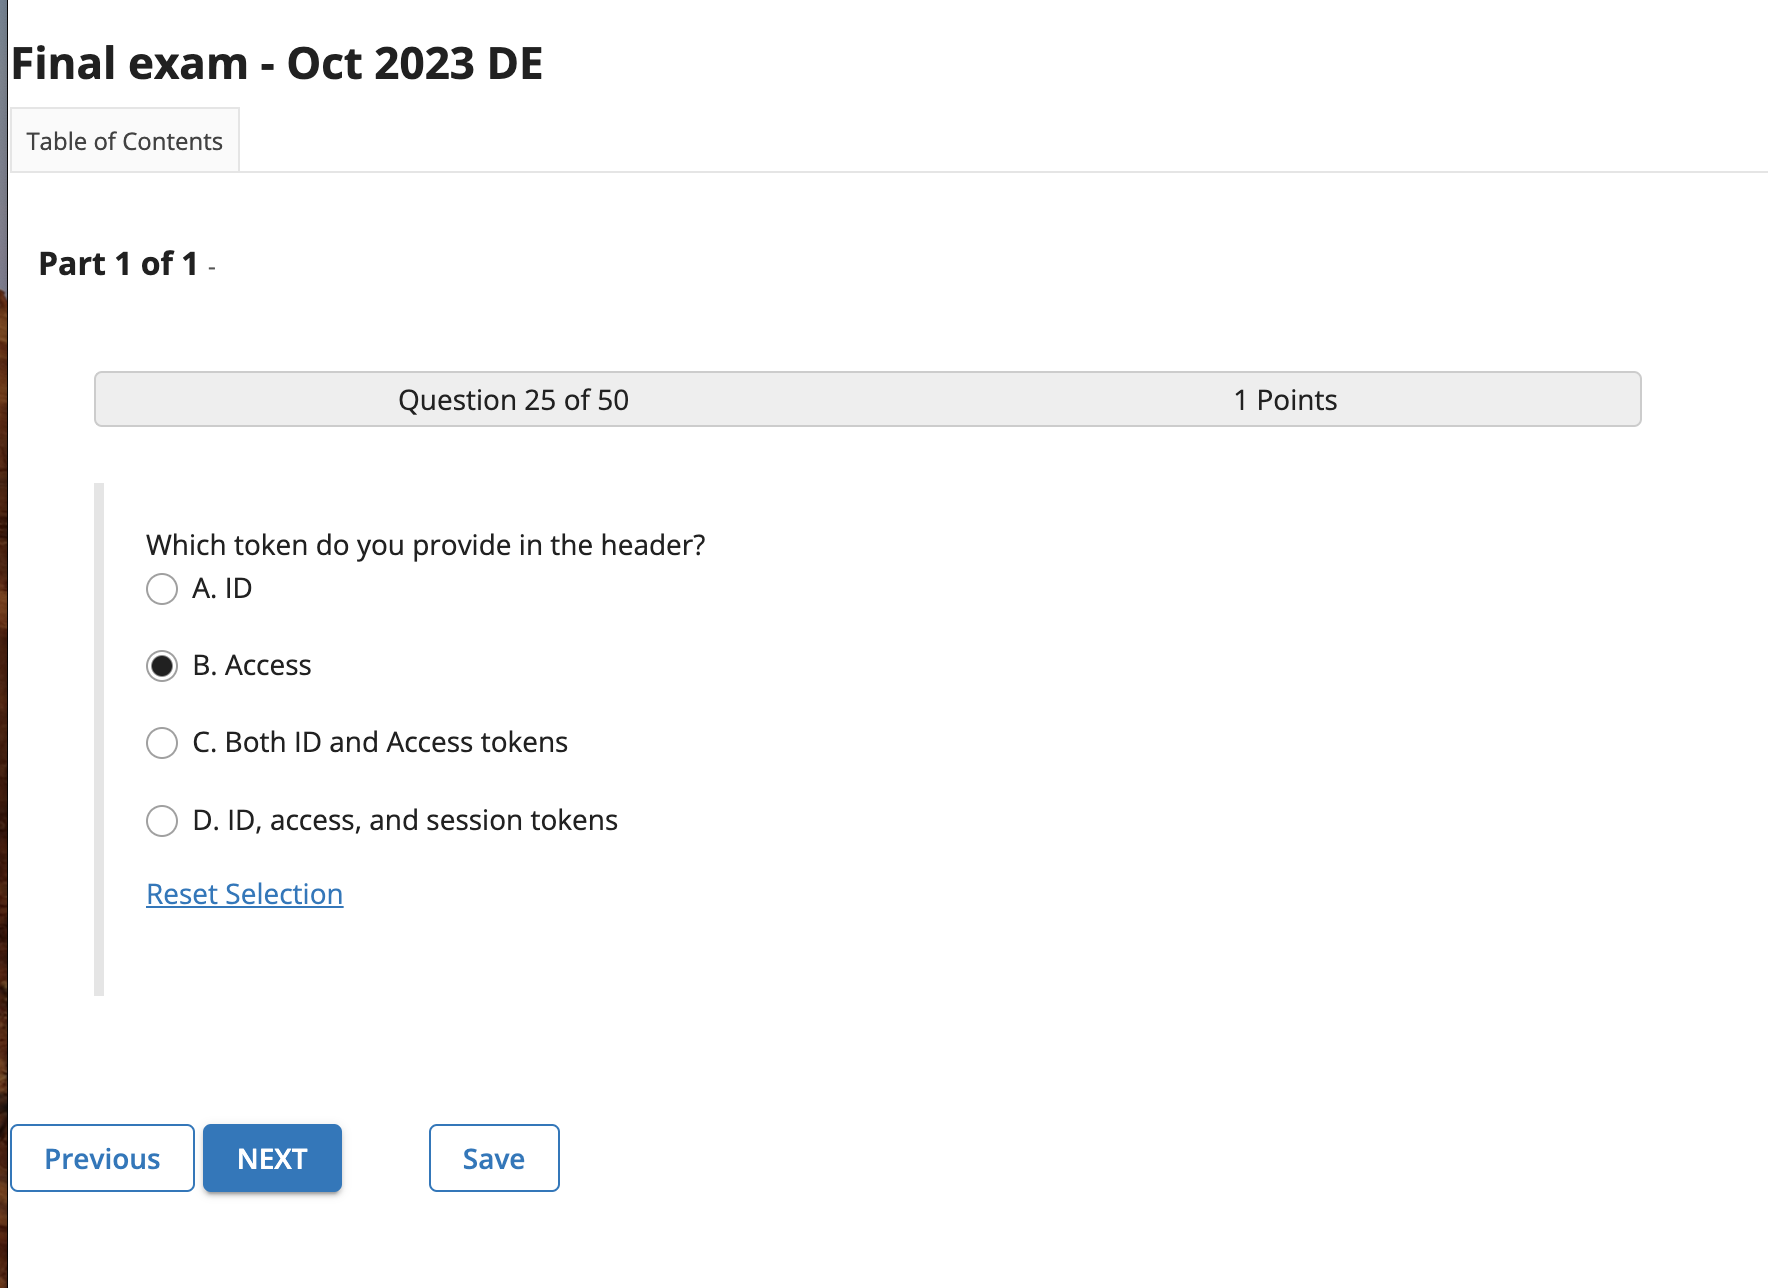 Final exam - Oct 2023 DE
Table of Contents
Part 1 of 1 -
Question 25 of 50 1 Points
Which token do you provide in the header?
A. ID
B. Access
C. Both ID and Access tokens
D. ID, access, and session tokens
Reset Selection
Previous NEXT Save